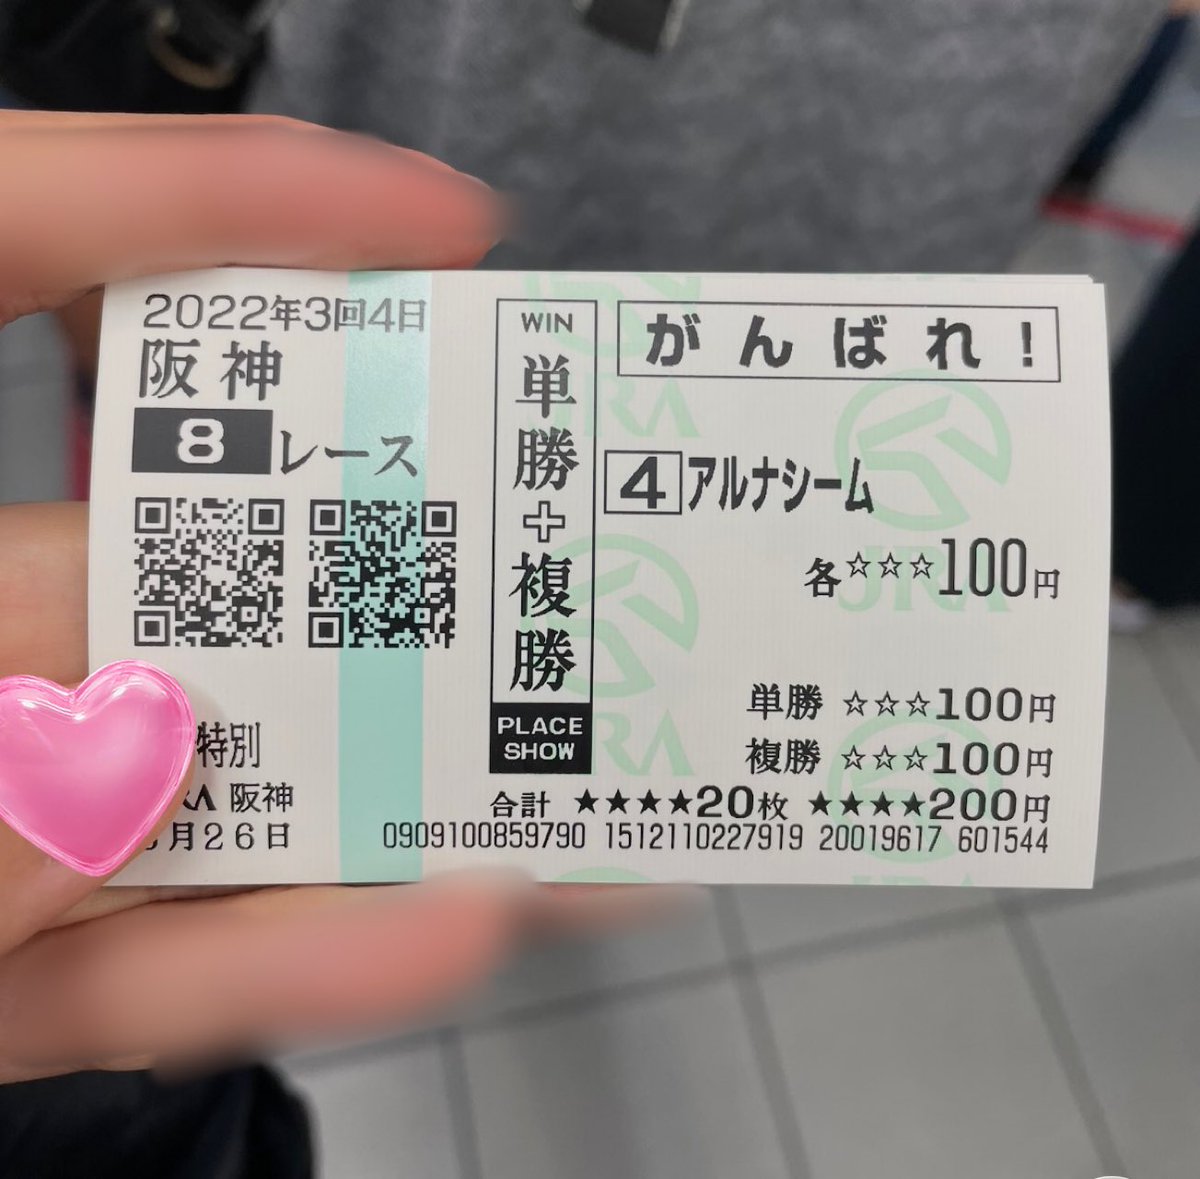 2022年3回4日
阪神
8レース
特別
阪神
月26日
WIN
単勝+複勝
PLACE
SHOW
がんばれ!
4 アルナシーム
各☆☆☆100円
単勝 ☆☆☆100円
複勝 ☆☆☆100円
合計 ★★★★20枚 ★★★★200円
0909100859790 1512110227919 20019617 601544
JRA
JRA
JRA